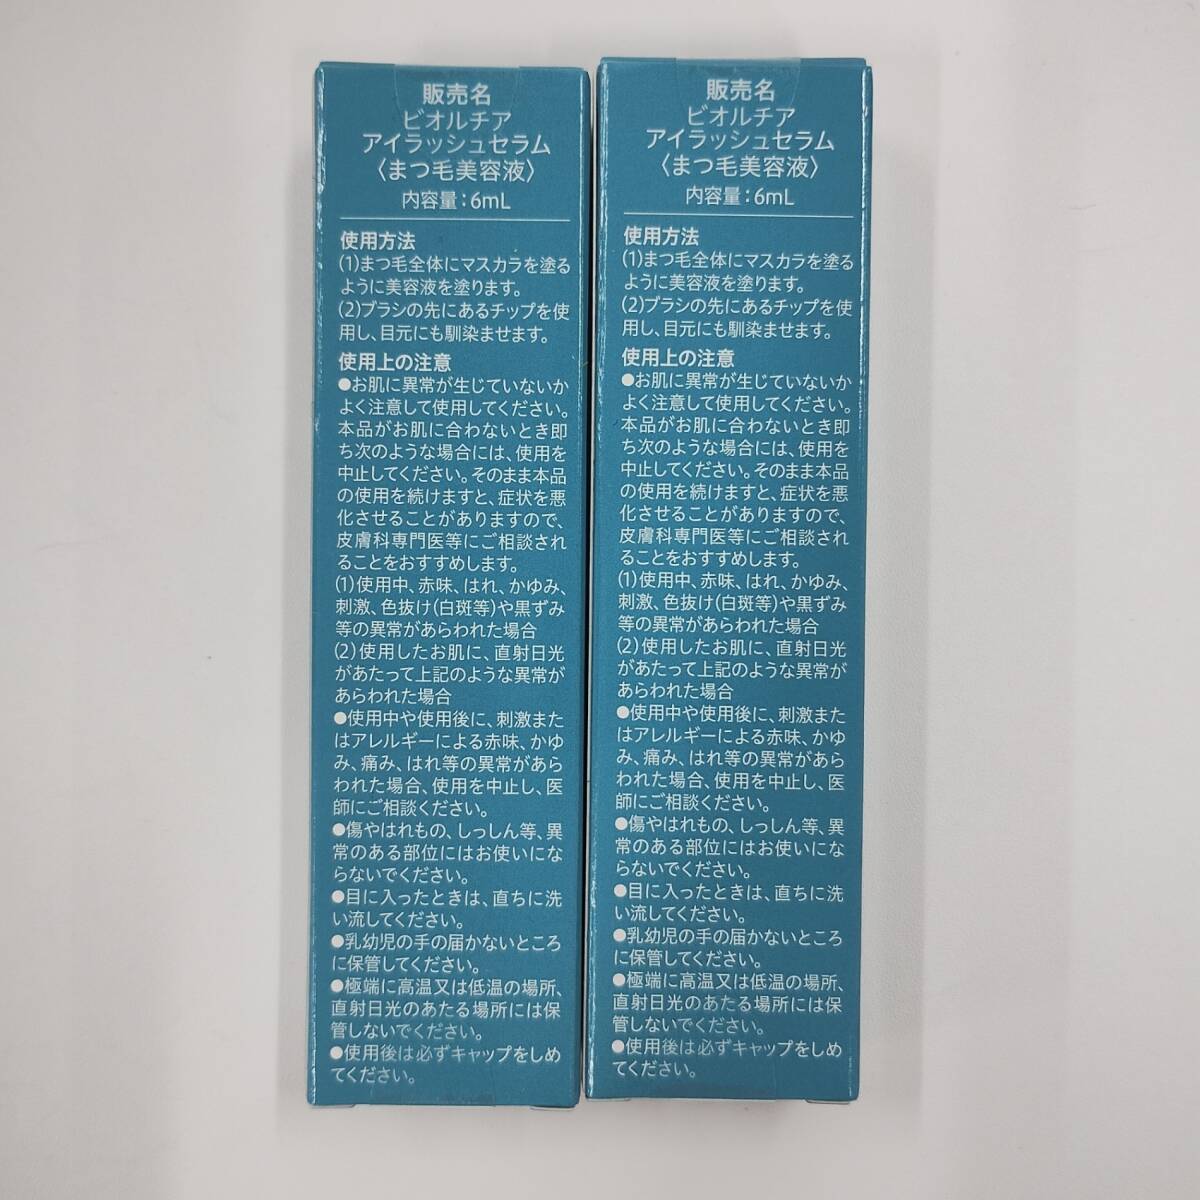 販売名
ビオルチア
アイラッシュセラム
〈まつ毛美容液〉
内容量：6mL
使用方法
(1)まつ毛全体にマスカラを塗る
ように美容液を塗ります。
(2)ブラシの先にあるチップを使
用し、目元にも馴染ませます。
使用上の注意
●お肌に異常が生じていないか
よく注意して使用してください。
本品がお肌に合わないとき即
ち次のような場合には、使用を
中止してください。そのまま本品
の使用を続けますと、症状を悪
化させることがありますので、
皮膚科専門医等にご相談され
ることをおすすめします。
(1)使用中、赤味、はれ、かゆみ、
刺激、色抜け(白斑等)や黒ずみ
等の異常があらわれた場合
(2)使用したお肌に、直射日光
があたって上記のような異常が
あらわれた場合
●使用中や使用後に、刺激また
はアレルギーによる赤味、かゆ
み、痛み、はれ等の異常があら
われた場合、使用を中止し、医
師にご相談ください。
●傷やはれもの、しっしん等、異
常のある部位にはお使いにな
らないでください。
●目に入ったときは、直ちに洗
い流してください。
●乳幼児の手の届かないところ
に保管してください。
●極端に高温又は低温の場所、
直射日光のあたる場所には保
管しないでください。
●使用後は必ずキャップをしめ
てください。
販売名
ビオルチア
アイラッシュセラム
〈まつ毛美容液〉
内容量：6mL
使用方法
(1)まつ毛全体にマスカラを塗る
ように美容液を塗ります。
(2)ブラシの先にあるチップを使
用し、目元にも馴染ませます。
使用上の注意
●お肌に異常が生じていないか
よく注意して使用してください。
本品がお肌に合わないとき即
ち次のような場合には、使用を
中止してください。そのまま本品
の使用を続けますと、症状を悪
化させることがありますので、
皮膚科専門医等にご相談され
ることをおすすめします。
(1)使用中、赤味、はれ、かゆみ、
刺激、色抜け(白斑等)や黒ずみ
等の異常があらわれた場合
(2)使用したお肌に、直射日光
があたって上記のような異常が
あらわれた場合
●使用中や使用後に、刺激また
はアレルギーによる赤味、かゆ
み、痛み、はれ等の異常があら
われた場合、使用を中止し、医
師にご相談ください。
●傷やはれもの、しっしん等、異
常のある部位にはお使いにな
らないでください。
●目に入ったときは、直ちに洗
い流してください。
●乳幼児の手の届かないところ
に保管してください。
●極端に高温又は低温の場所、
直射日光のあたる場所には保
管しないでください。
●使用後は必ずキャップをしめ
てください。